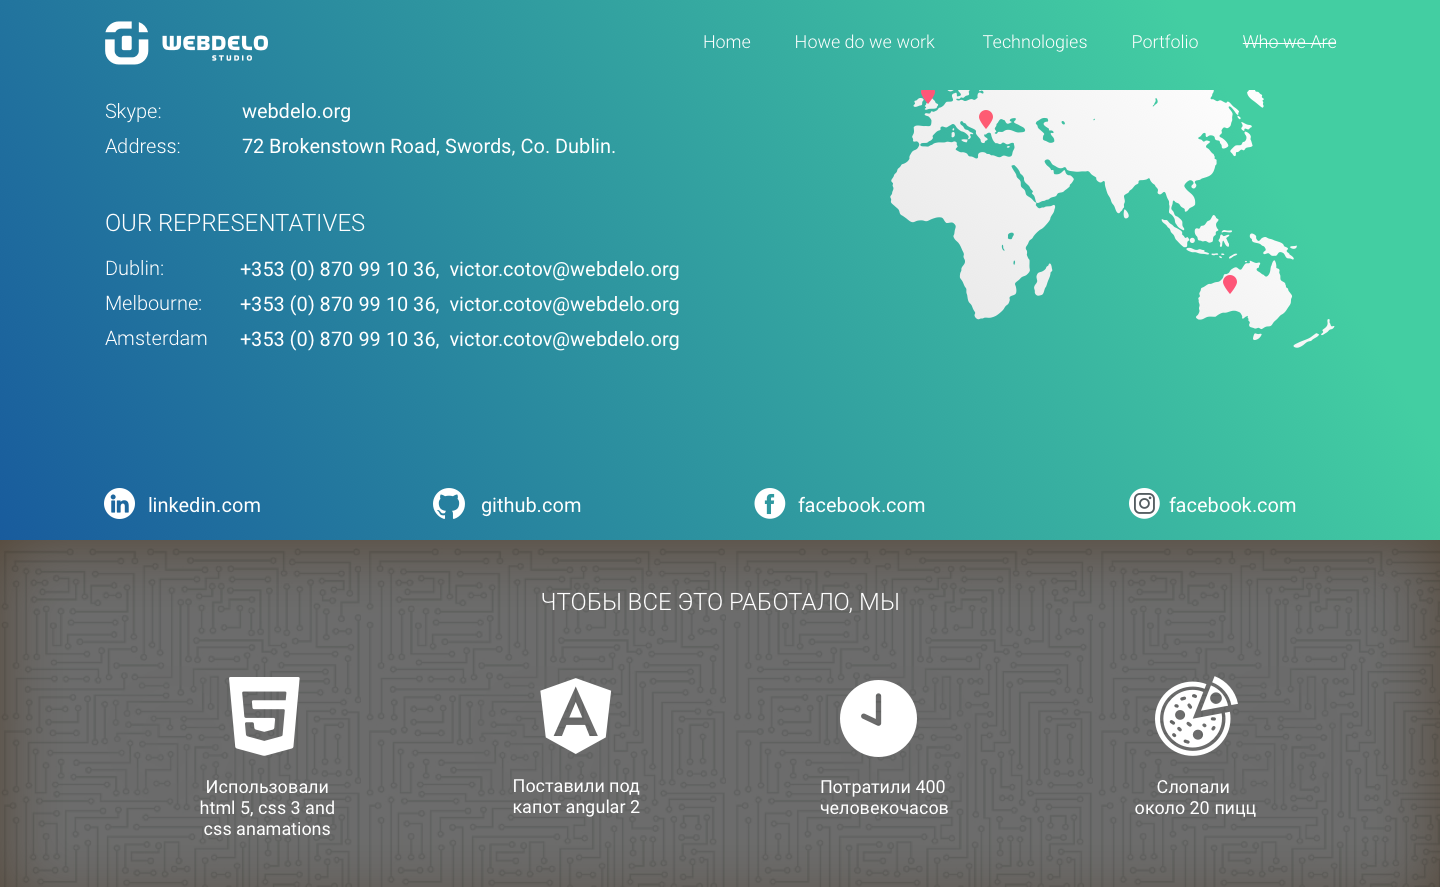 WEBDELO
STUDIO
Home Howe do we work Technologies Portfolio Who we Are
Skype: webdelo.org
Address: 72 Brokenstown Road, Swords, Co. Dublin.
OUR REPRESENTATIVES
Dublin: +353 (0) 870 99 10 36, victor.cotov@webdelo.org
Melbourne: +353 (0) 870 99 10 36, victor.cotov@webdelo.org
Amsterdam +353 (0) 870 99 10 36, victor.cotov@webdelo.org
linkedin.com github.com facebook.com facebook.com
ЧТОБЫ ВСЕ ЭТО РАБОТАЛО, МЫ
Использовали
html 5, css 3 and
css anamations
Поставили под
капот angular 2
Потратили 400
человекочасов
Слопали
около 20 пицц